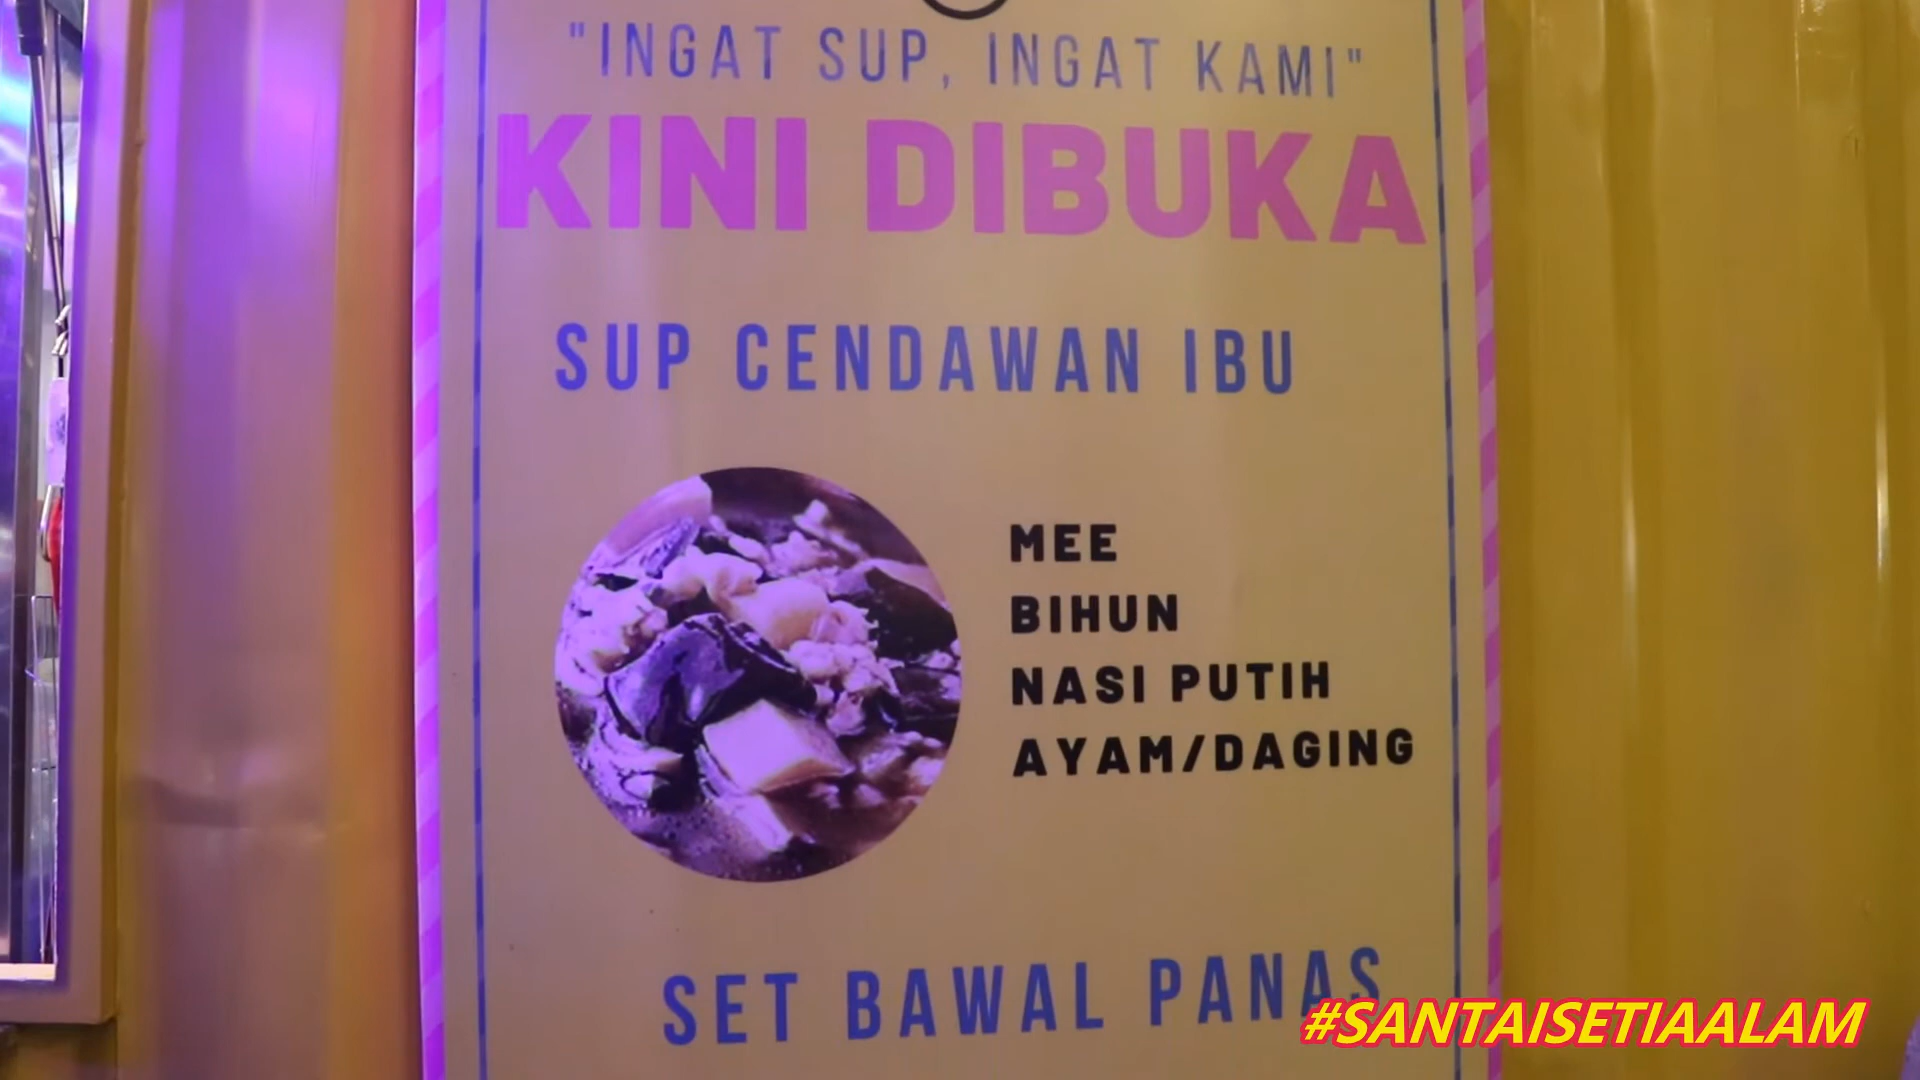 "INGAT SUP, INGAT KAMI"
KINI DIBUKA
SUP CENDAWAN IBU
MEE
BIHUN
NASI PUTIH
AYAM/DAGING
SET BAWAL PANAS
#SANTAISETIAALAM